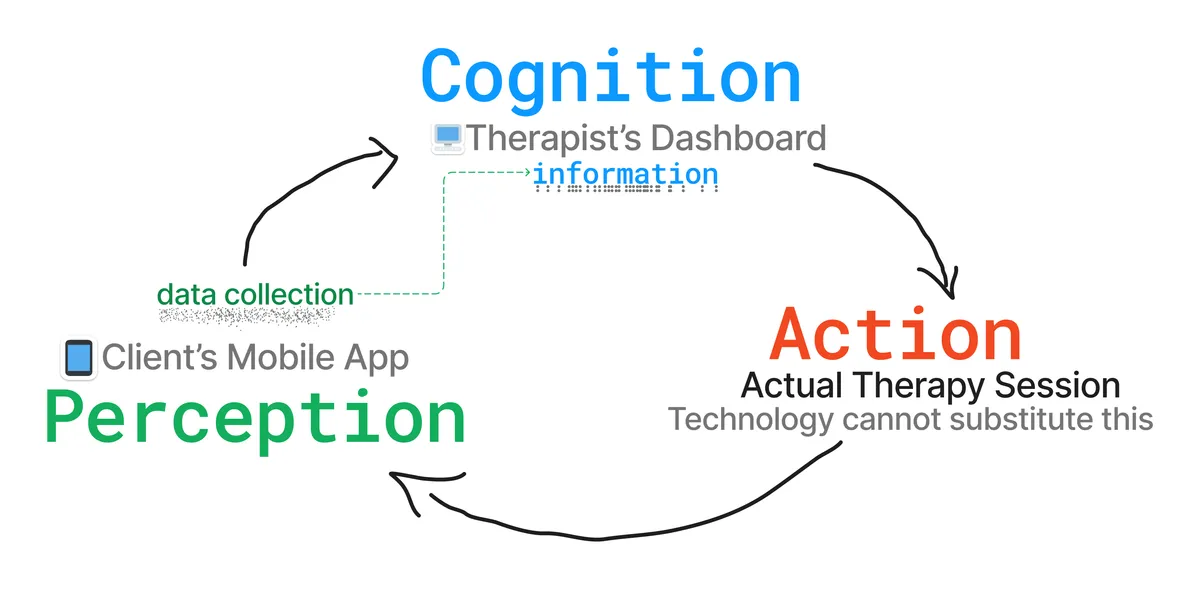 Cognition
Therapist's Dashboard
information
data collection
Client's Mobile App
Perception
Action
Actual Therapy Session
Technology cannot substitute this